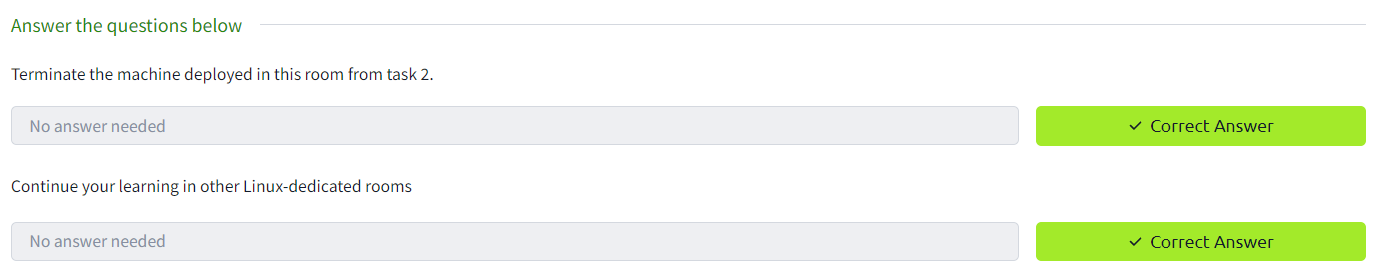 Answer the questions below
Terminate the machine deployed in this room from task 2.
No answer needed
✓ Correct Answer
Continue your learning in other Linux-dedicated rooms
No answer needed
✓ Correct Answer